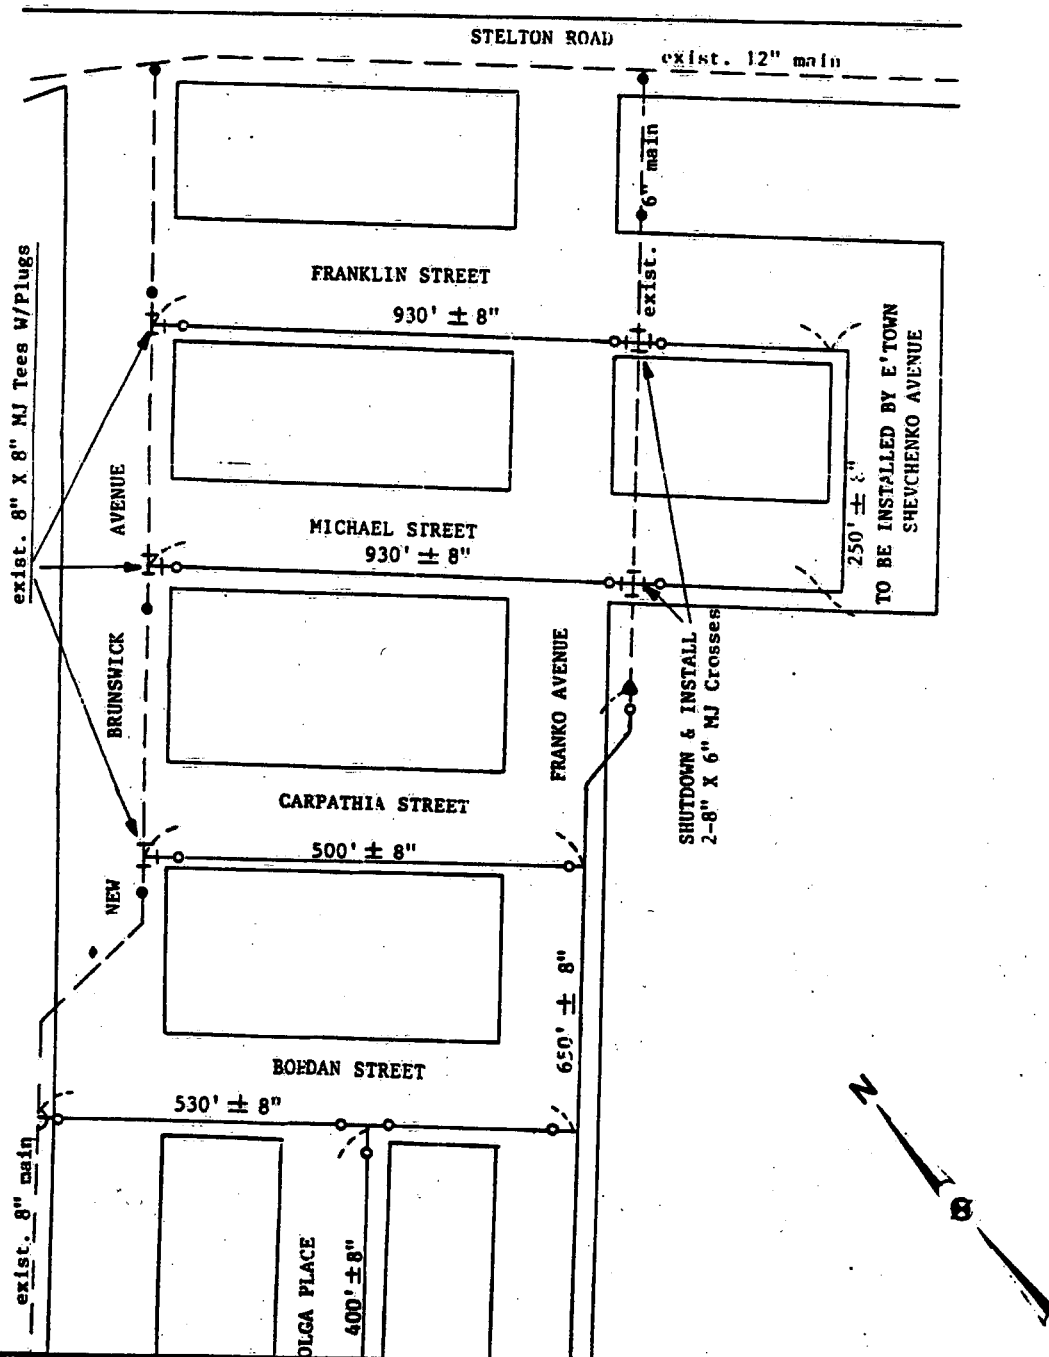 STELTON ROAD
exist. 12" main
exist. 6" main
FRANKLIN STREET
930' ± 8"
exist. 8" X 8" MJ Tees W/Plugs
NEW BRUNSWICK AVENUE
MICHAEL STREET
930' ± 8"
250' ±
TO BE INSTALLED BY E'TOWN
SHEVCHENKO AVENUE
FRANKO AVENUE
SHUTDOWN & INSTALL
2-8" X 6" MJ Crosses
CARPATHIA STREET
500' ± 8"
650' ± 8"
BOHDAN STREET
530' ± 8"
exist. 8" main
OLGA PLACE
400' ± 8"
N